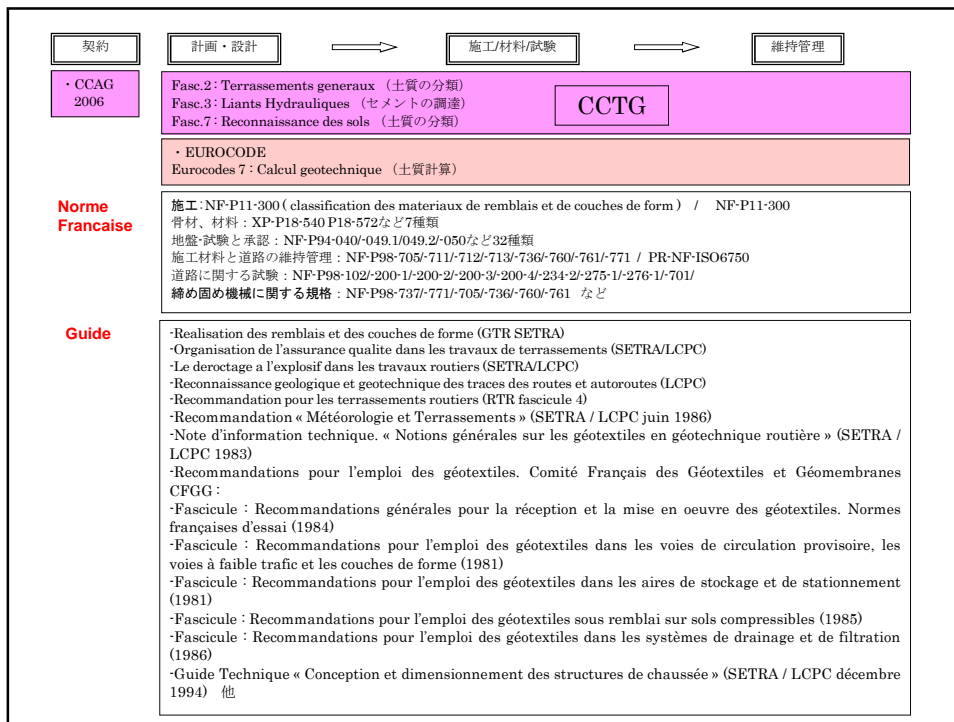 契約
計画・設計
施工/材料/試験
維持管理
・CCAG
2006
Fasc.2：Terrassements generaux （土質の分類）
Fasc.3：Liants Hydrauliques （セメントの調達）
Fasc.7：Reconnaissance des sols （土質の分類）
CCTG
・EUROCODE
Eurocodes 7 : Calcul geotechnique （土質計算）
Norme
Francaise
施工：NF-P11-300 ( classification des materiaux de remblais et de couches de form ) / NF-P11-300
骨材、材料：XP-P18-540 P18-572など7種類
地盤-試験と承認：NF-P94-040/-049.1/049.2/-050など32種類
施工材料と道路の維持管理：NF-P98-705/-711/-712/-713/-736/-760/-761/-771 / PR-NF-ISO6750
道路に関する試験：NF-P98-102/-200-1/-200-2/-200-3/-200-4/-234-2/-275-1/-276-1/-701/
締め固め機械に関する規格：NF-P98-737/-771/-705/-736/-760/-761 など
Guide
-Realisation des remblais et des couches de forme (GTR SETRA)
-Organisation de l'assurance qualite dans les travaux de terrassements (SETRA/LCPC)
-Le deroctage a l'explosif dans les travaux routiers (SETRA/LCPC)
-Reconnaissance geologique et geotechnique des traces des routes et autoroutes (LCPC)
-Recommandation pour les terrassements routiers (RTR fascicule 4)
-Recommandation « Météorologie et Terrassements » (SETRA / LCPC juin 1986)
-Note d'information technique. « Notions générales sur les géotextiles en géotechnique routière » (SETRA /
LCPC 1983)
-Recommandations pour l'emploi des géotextiles. Comité Français des Géotextiles et Géomembranes
CFGG :
-Fascicule : Recommandations générales pour la réception et la mise en oeuvre des géotextiles. Normes
françaises d'essai (1984)
-Fascicule : Recommandations pour l'emploi des géotextiles dans les voies de circulation provisoire, les
voies à faible trafic et les couches de forme (1981)
-Fascicule : Recommandations pour l'emploi des géotextiles dans les aires de stockage et de stationnement
(1981)
-Fascicule : Recommandations pour l'emploi des géotextiles sous remblai sur sols compressibles (1985)
-Fascicule : Recommandations pour l'emploi des géotextiles dans les systèmes de drainage et de filtration
(1986)
-Guide Technique « Conception et dimensionnement des structures de chaussée » (SETRA / LCPC décembre
1994) 他